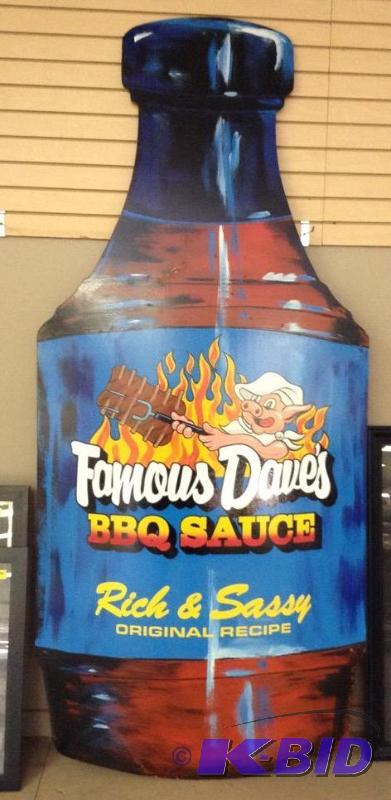 Famous Dave's
BBQ SAUCE
Rich & Sassy
ORIGINAL RECIPE
© K-BID